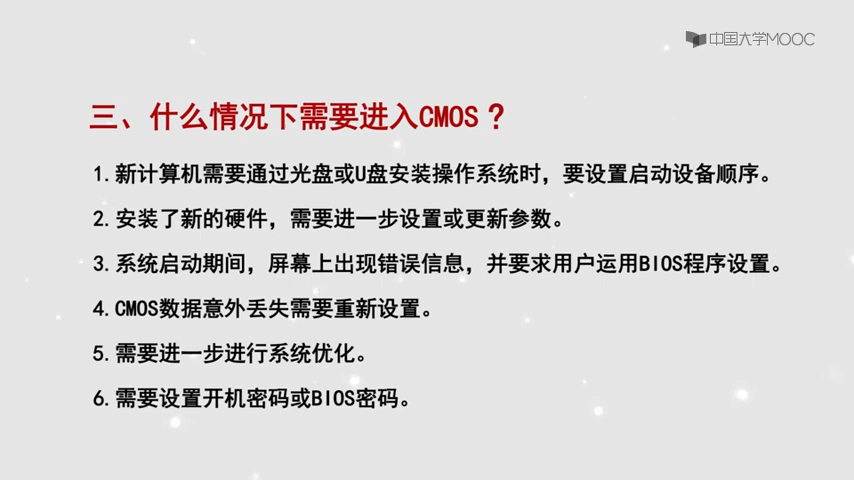 中国大学MOOC
三、什么情况下需要进入CMOS？
1. 新计算机需要通过光盘或U盘安装操作系统时，要设置启动设备顺序。
2. 安装了新的硬件，需要进一步设置或更新参数。
3. 系统启动期间，屏幕上出现错误信息，并要求用户运用BIOS程序设置。
4. CMOS数据意外丢失需要重新设置。
5. 需要进一步进行系统优化。
6. 需要设置开机密码或BIOS密码。